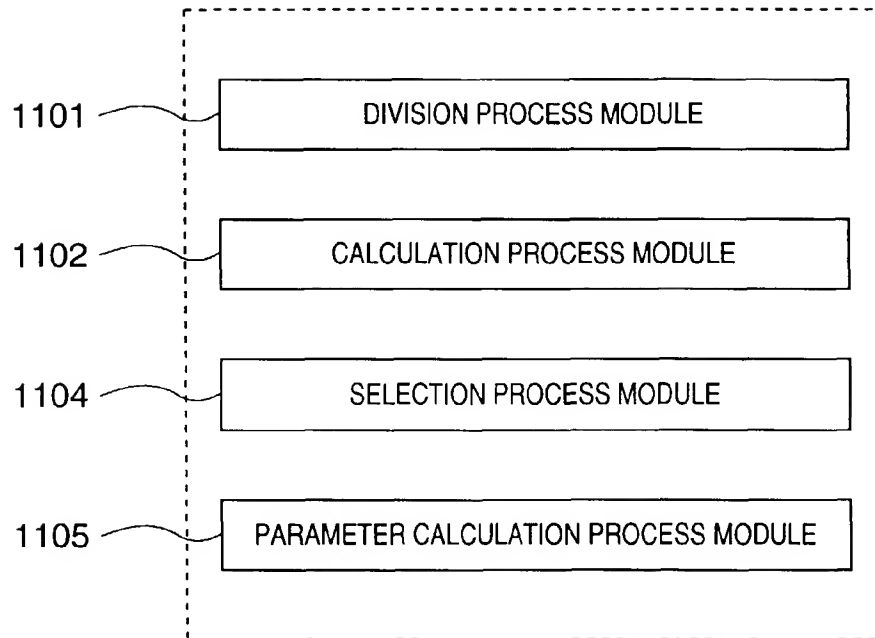 1101 DIVISION PROCESS MODULE
1102 CALCULATION PROCESS MODULE
1104 SELECTION PROCESS MODULE
1105 PARAMETER CALCULATION PROCESS MODULE